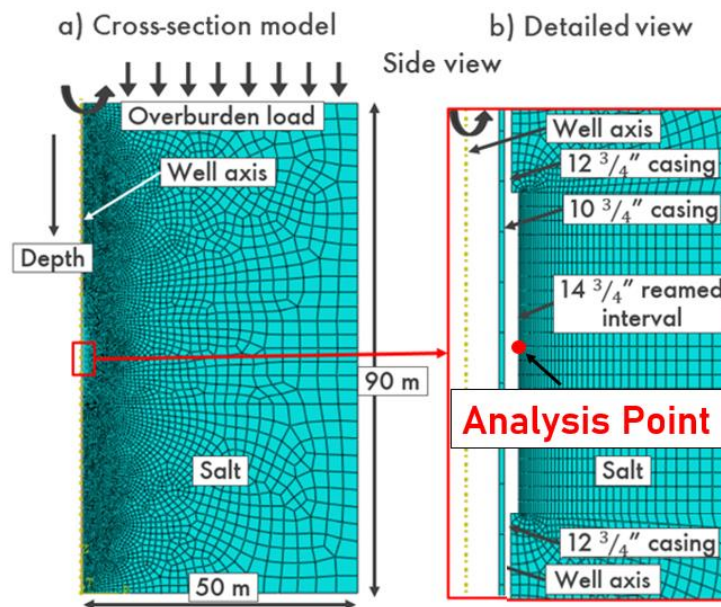 a) Cross-section model
Overburden load
Well axis
Depth
90 m
Salt
50 m
b) Detailed view
Side view
Well axis
12 3/4" casing
10 3/4" casing
14 3/4" reamed
interval
Analysis Point
Salt
12 3/4" casing
Well axis